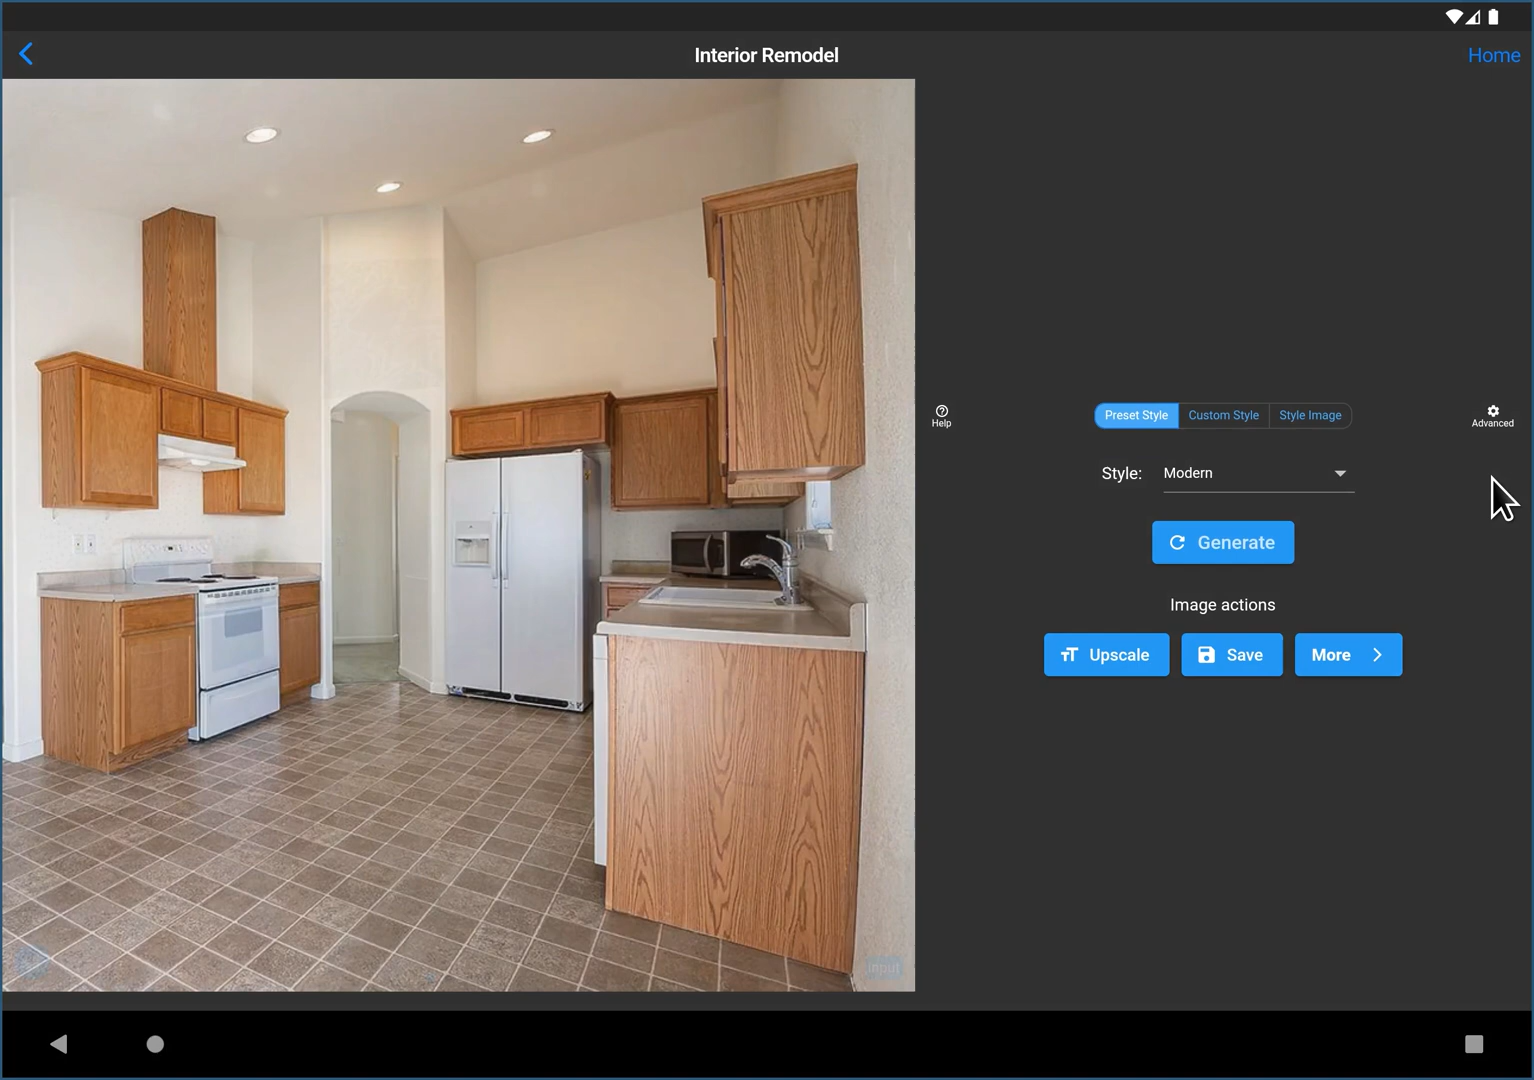 Interior Remodel
Home
Help
Preset Style
Custom Style
Style Image
Advanced
Style:
Modern
Generate
Image actions
Upscale
Save
More
input